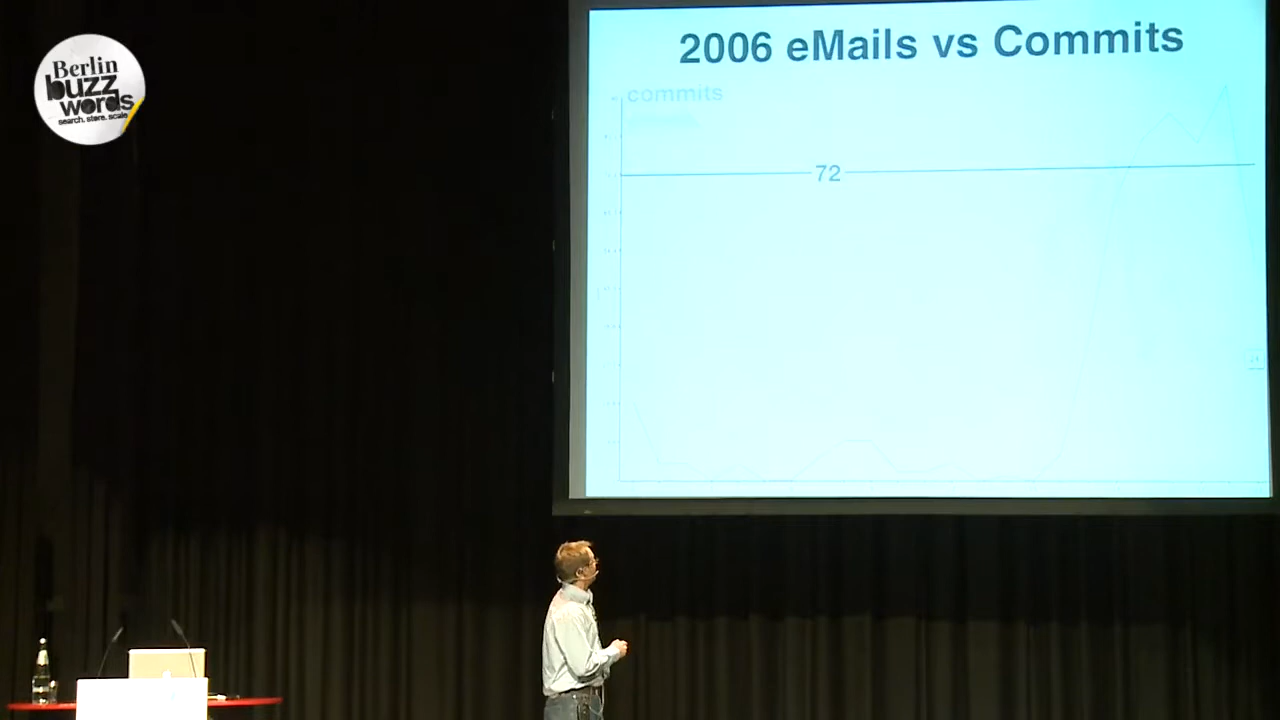 Berlin
buzz
words
search. store. scale
2006 eMails vs Commits
commits
72